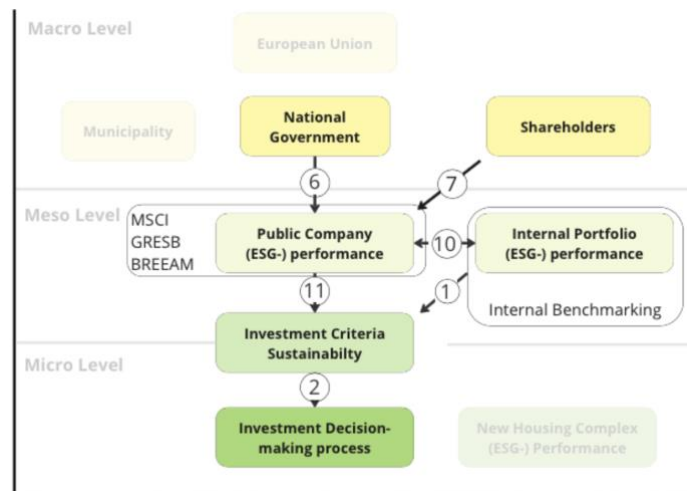 Macro Level
European Union
Municipality
National
Government
Shareholders
6
7
Meso Level
MSCI
GRESB
BREEAM
Public Company
(ESG-) performance
10
Internal Portfolio
(ESG-) performance
11
1
Internal Benchmarking
Investment Criteria
Sustainabilty
Micro Level
2
Investment Decision-
making process
New Housing Complex
(ESG-) Performance